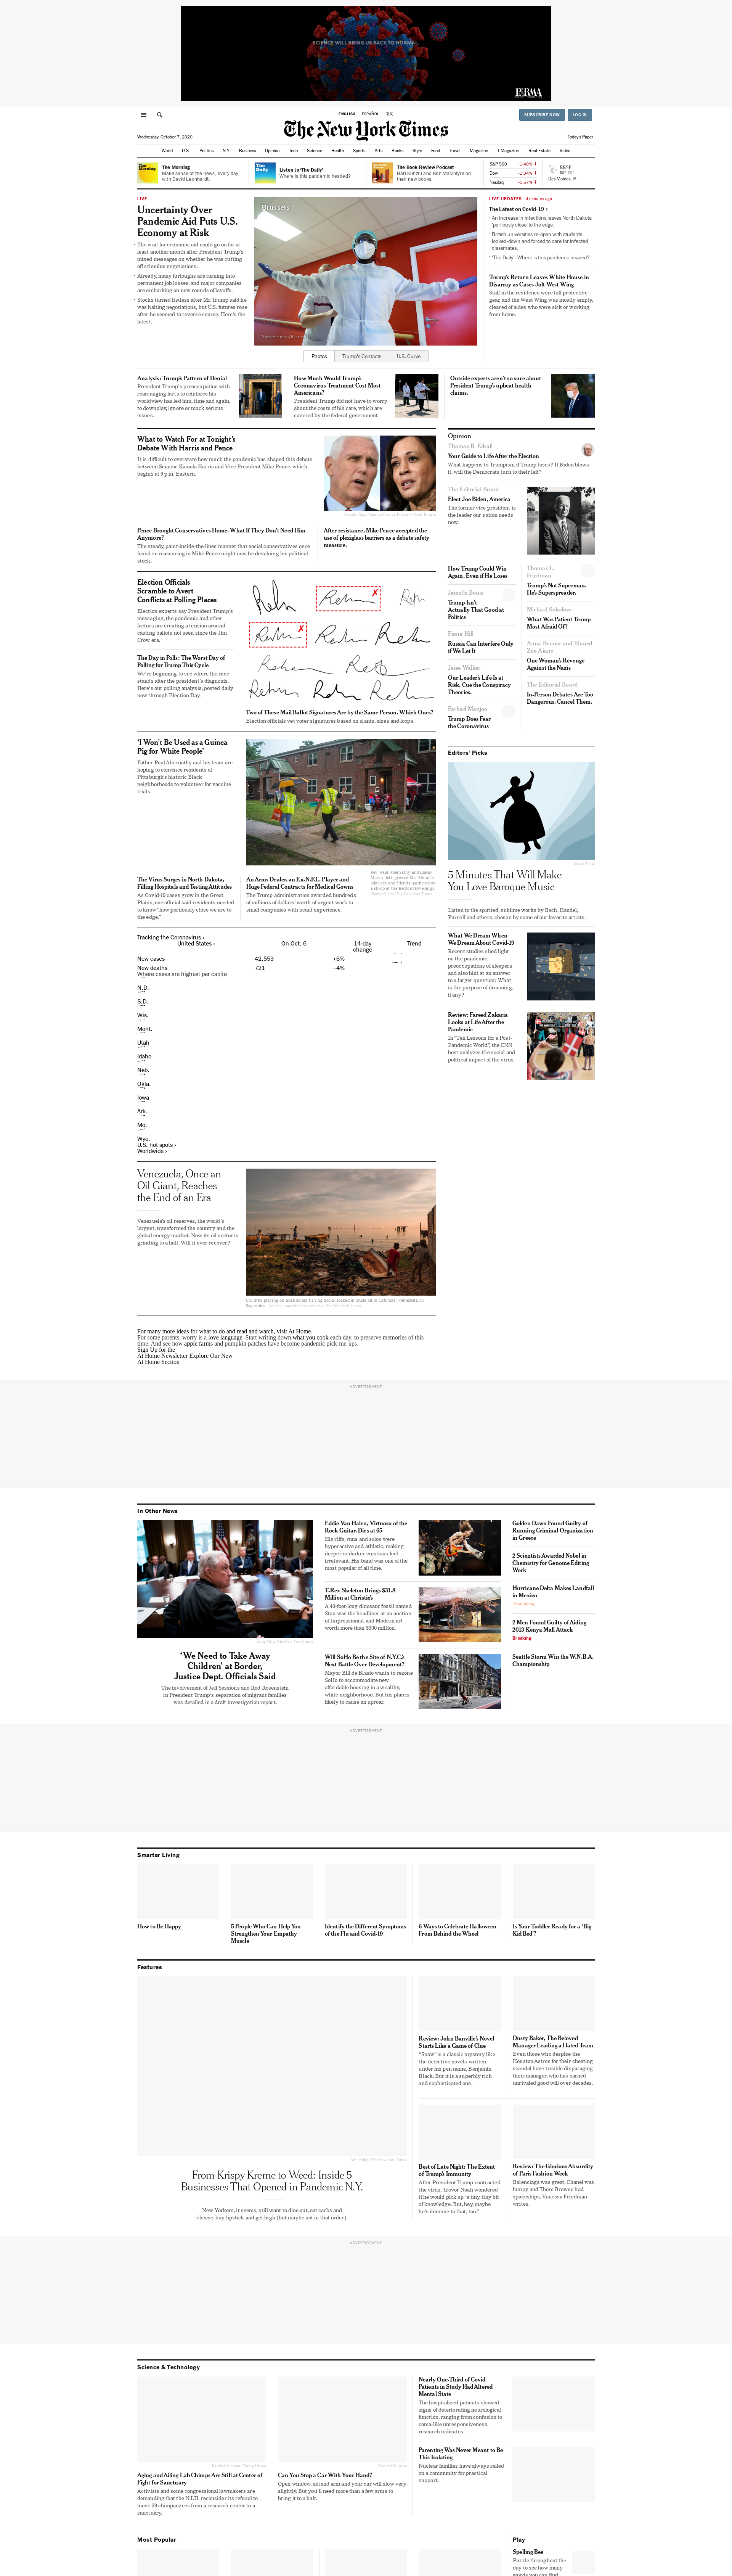 SCIENCE WILL BRING US BACK TO NORMAL
ENGLISH ESPAÑOL 中文
SUBSCRIBE NOW LOG IN
The New York Times
Wednesday, October 7, 2020
Today's Paper
World U.S. Politics N.Y. Business Opinion Tech Science Health Sports Arts Books Style Food Travel Magazine T Magazine Real Estate Video
The Morning
Make sense of the news, every day,
with David Leonhardt.
Listen to 'The Daily'
Where is this pandemic headed?
The Book Review Podcast
Hari Kunzru and Ben Macintyre on
their new books.
S&P 500 -1.40% ↓
Dow -1.34% ↓
Nasdaq -1.57% ↓
55°F
Des Moines, IA
LIVE
Uncertainty Over
Pandemic Aid Puts U.S.
Economy at Risk
The wait for economic aid could go on for at
least another month after President Trump's
mixed messages on whether he was cutting
off stimulus negotiations.
Already, many furloughs are turning into
permanent job losses, and major companies
are embarking on new rounds of layoffs.
Stocks turned listless after Mr. Trump said he
was halting negotiations, but U.S. futures rose
after he seemed to reverse course. Here's the
latest.
Brussels
Photos Trump's Contacts U.S. Curve
LIVE UPDATES 4 minutes ago
The Latest on Covid-19 ›
An increase in infections leaves North Dakota
'perilously close' to the edge.
British universities re-open with students
locked-down and forced to care for infected
classmates.
'The Daily': Where is this pandemic headed?
Trump's Return Leaves White House in
Disarray as Cases Jolt West Wing
Staff in the residence wore full protective
gear, and the West Wing was mostly empty,
cleared of aides who were sick or working
from home.
Analysis: Trump's Pattern of Denial
President Trump's preoccupation with
rearranging facts to reinforce his
worldview has led him, time and again,
to downplay, ignore or mock serious
issues.
How Much Would Trump's
Coronavirus Treatment Cost Most
Americans?
President Trump did not have to worry
about the costs of his care, which are
covered by the federal government.
Outside experts aren't so sure about
President Trump's upbeat health
claims.
What to Watch For at Tonight's
Debate With Harris and Pence
It is difficult to overstate how much the pandemic has shaped this debate
between Senator Kamala Harris and Vice President Mike Pence, which
begins at 9 p.m. Eastern.
Pence Brought Conservatives Home. What If They Don't Need Him
Anymore?
The steady, paint-inside-the-lines manner that social conservatives once
found so reassuring in Mike Pence might now be devaluing his political
stock.
After resistance, Mike Pence accepted the
use of plexiglass barriers as a debate safety
measure.
Election Officials
Scramble to Avert
Conflicts at Polling Places
Election experts say President Trump's
messaging, the pandemic and other
factors are creating a tension around
casting ballots not seen since the Jim
Crow era.
The Day in Polls: The Worst Day of
Polling for Trump This Cycle
We're beginning to see where the race
stands after the president's diagnosis.
Here's our polling analysis, posted daily
now through Election Day.
Two of These Mail Ballot Signatures Are by the Same Person. Which Ones?
Election officials vet voter signatures based on slants, sizes and loops.
'I Won't Be Used as a Guinea
Pig for White People'
Father Paul Abernathy and his team are
hoping to convince residents of
Pittsburgh's historic Black
neighborhoods to volunteer for vaccine
trials.
The Virus Surges in North Dakota,
Filling Hospitals and Testing Attitudes
As Covid-19 cases grow in the Great
Plains, one official said residents needed
to know "how perilously close we are to
the edge."
An Arms Dealer, an Ex-N.F.L. Player and
Huge Federal Contracts for Medical Gowns
The Trump administration awarded hundreds
of millions of dollars' worth of urgent work to
small companies with scant experience.
Tracking the Coronavirus ›
United States › On Oct. 6 14-day change Trend
New cases 42,553 +6%
New deaths 721 –4%
Where cases are highest per capita
N.D.
S.D.
Wis.
Mont.
Utah
Idaho
Neb.
Okla.
Iowa
Ark.
Mo.
Wyo.
U.S. hot spots ›
Worldwide ›
Venezuela, Once an
Oil Giant, Reaches
the End of an Era
Venezuela's oil reserves, the world's
largest, transformed the country and the
global energy market. Now its oil sector is
grinding to a halt. Will it ever recover?
For many more ideas for what to do and read and watch, visit At Home.
For some parents, worry is a love language. Start writing down what you cook each day, to preserve memories of this
time. And see how apple farms and pumpkin patches have become pandemic pick-me-ups.
Sign Up for the
At Home Newsletter Explore Our New
At Home Section
Opinion
Thomas B. Edsall
Your Guide to Life After the Election
What happens to Trumpism if Trump loses? If Biden blows
it, will the Democrats turn to their left?
The Editorial Board
Elect Joe Biden, America
The former vice president is
the leader our nation needs
now.
How Trump Could Win
Again, Even if He Loses
Jamelle Bouie
Trump Isn't
Actually That Good at
Politics
Fiona Hill
Russia Can Interfere Only
if We Let It
Jesse Walker
Our Leader's Life Is at
Risk. Cue the Conspiracy
Theories.
Farhad Manjoo
Trump Does Fear
the Coronavirus
Thomas L.
Friedman
Trump's Not Superman.
He's Superspreader.
Michael Sokolove
What Was Patient Trump
Most Afraid Of?
One Woman's Revenge
Against the Nazis
The Editorial Board
In-Person Debates Are Too
Dangerous. Cancel Them.
Editors' Picks
5 Minutes That Will Make
You Love Baroque Music
Listen to the spirited, sublime works by Bach, Handel,
Purcell and others, chosen by some of our favorite artists.
What We Dream When
We Dream About Covid-19
Recent studies shed light
on the pandemic
preoccupations of sleepers
and also hint at an answer
to a larger question: What
is the purpose of dreaming,
if any?
Review: Fareed Zakaria
Looks at Life After the
Pandemic
In "Ten Lessons for a Post-
Pandemic World", the CNN
host analyzes the social and
political impact of the virus.
ADVERTISEMENT
In Other News
'We Need to Take Away
Children' at Border,
Justice Dept. Officials Said
The involvement of Jeff Sessions and Rod Rosenstein
in President Trump's separation of migrant families
was detailed in a draft investigation report.
Eddie Van Halen, Virtuoso of the
Rock Guitar, Dies at 65
His riffs, runs and solos were
hyperactive and athletic, making
deeper or darker emotions feel
irrelevant. His band was one of the
most popular of all time.
T-Rex Skeleton Brings $31.8
Million at Christie's
A 40-foot-long dinosaur fossil named
Stan was the headliner at an auction
of Impressionist and Modern art
worth more than $300 million.
Will SoHo Be the Site of N.Y.C.'s
Next Battle Over Development?
Mayor Bill de Blasio wants to rezone
SoHo to accommodate new
affordable housing in a wealthy,
white neighborhood. But his plan is
likely to cause an uproar.
Golden Dawn Found Guilty of
Running Criminal Organization
in Greece
2 Scientists Awarded Nobel in
Chemistry for Genome Editing
Work
Hurricane Delta Makes Landfall
in Mexico
Developing
2 Men Found Guilty of Aiding
2013 Kenya Mall Attack
Breaking
Seattle Storm Win the W.N.B.A.
Championship
ADVERTISEMENT
Smarter Living
How to Be Happy
5 People Who Can Help You
Strengthen Your Empathy
Muscle
Identify the Different Symptoms
of the Flu and Covid-19
6 Ways to Celebrate Halloween
From Behind the Wheel
Is Your Toddler Ready for a 'Big
Kid Bed'?
Features
From Krispy Kreme to Weed: Inside 5
Businesses That Opened in Pandemic N.Y.
New Yorkers, it seems, still want to dine out, eat carbs and
cheese, buy lipstick and get high (but maybe not in that order).
Review: John Banville's Novel
Starts Like a Game of Clue
"Snow" is a classic mystery like
the detective novels written
under his pen name, Benjamin
Black. But it is a superbly rich
and sophisticated one.
Dusty Baker, The Beloved
Manager Leading a Hated Team
Even those who despise the
Houston Astros for their cheating
scandal have trouble disparaging
their manager, who has earned
unrivaled good will over decades.
Best of Late Night: The Extent
of Trump's Immunity
After President Trump contracted
the virus, Trevor Noah wondered
if he would pick up "a tiny, tiny bit
of knowledge. But, hey, maybe
he's immune to that, too."
Review: The Glorious Absurdity
of Paris Fashion Week
Balenciaga was great, Chanel was
bumpy and Thom Browne had
spaceships, Vanessa Friedman
writes.
ADVERTISEMENT
Science & Technology
Aging and Ailing Lab Chimps Are Still at Center of
Fight for Sanctuary
Activists and some congressional lawmakers are
demanding that the N.I.H. reconsider its refusal to
move 39 chimpanzees from a research center to a
sanctuary.
Can You Stop a Car With Your Hand?
Open window, extend arm and your car will slow very
slightly. But you'll need more than a few arms to
bring it to a halt.
Nearly One-Third of Covid
Patients in Study Had Altered
Mental State
The hospitalized patients showed
signs of deteriorating neurological
function, ranging from confusion to
coma-like unresponsiveness,
research indicates.
Parenting Was Never Meant to Be
This Isolating
Nuclear families have always relied
on a community for practical
support.
Most Popular
Play
Spelling Bee
Puzzle throughout the
day to see how many
words you can find